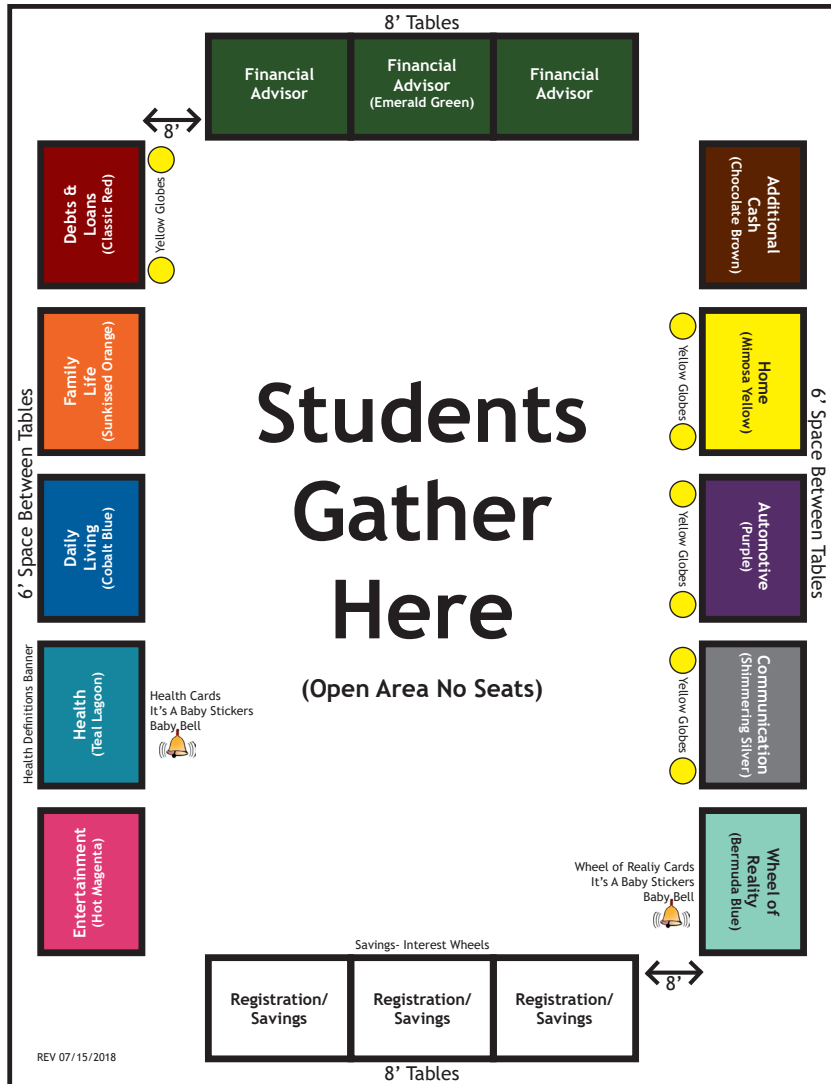 8’ Tables
Financial
Advisor
Financial
Advisor
(Emerald Green)
Financial
Advisor
8’
Debts &
Loans
(Classic Red)
Yellow Globes
Additional
Cash
(Chocolate Brown)
Family
Life
(Sunkissed Orange)
Home
(Mimosa Yellow)
Yellow Globes
6’ Space Between Tables
6’ Space Between Tables
Students
Gather
Here
(Open Area No Seats)
Daily
Living
(Cobalt Blue)
Automotive
(Purple)
Yellow Globes
Health Definitions Banner
Health
(Teal Lagoon)
Health Cards
It’s A Baby Stickers
Baby Bell
Communication
(Shimmering Silver)
Yellow Globes
Entertainment
(Hot Magenta)
Wheel of Realiy Cards
It’s A Baby Stickers
Baby Bell
Wheel of
Reality
(Bermuda Blue)
Savings- Interest Wheels
8’
Registration/
Savings
Registration/
Savings
Registration/
Savings
REV 07/15/2018
8’ Tables